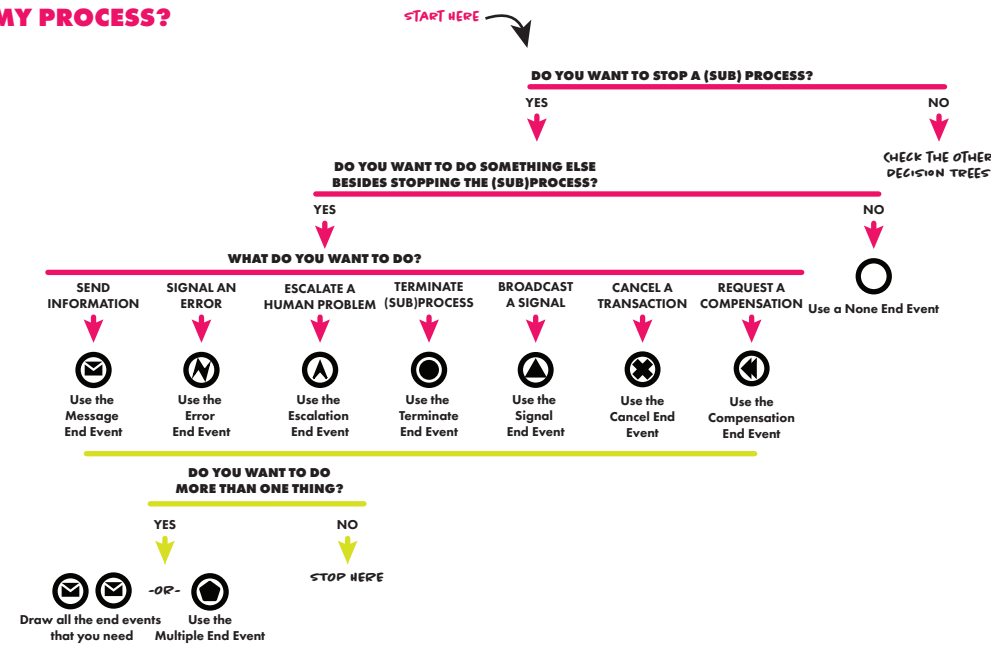 MY PROCESS?
START HERE
DO YOU WANT TO STOP A (SUB) PROCESS?
YES
NO
CHECK THE OTHER
DECISION TREES
DO YOU WANT TO DO SOMETHING ELSE
BESIDES STOPPING THE (SUB)PROCESS?
YES
NO
Use a None End Event
WHAT DO YOU WANT TO DO?
SEND
INFORMATION
SIGNAL AN
ERROR
ESCALATE A
HUMAN PROBLEM
TERMINATE
(SUB)PROCESS
BROADCAST
A SIGNAL
CANCEL A
TRANSACTION
REQUEST A
COMPENSATION
Use the
Message
End Event
Use the
Error
End Event
Use the
Escalation
End Event
Use the
Terminate
End Event
Use the
Signal
End Event
Use the
Cancel End
Event
Use the
Compensation
End Event
DO YOU WANT TO DO
MORE THAN ONE THING?
YES
NO
STOP HERE
-OR-
Draw all the end events
that you need
Use the
Multiple End Event